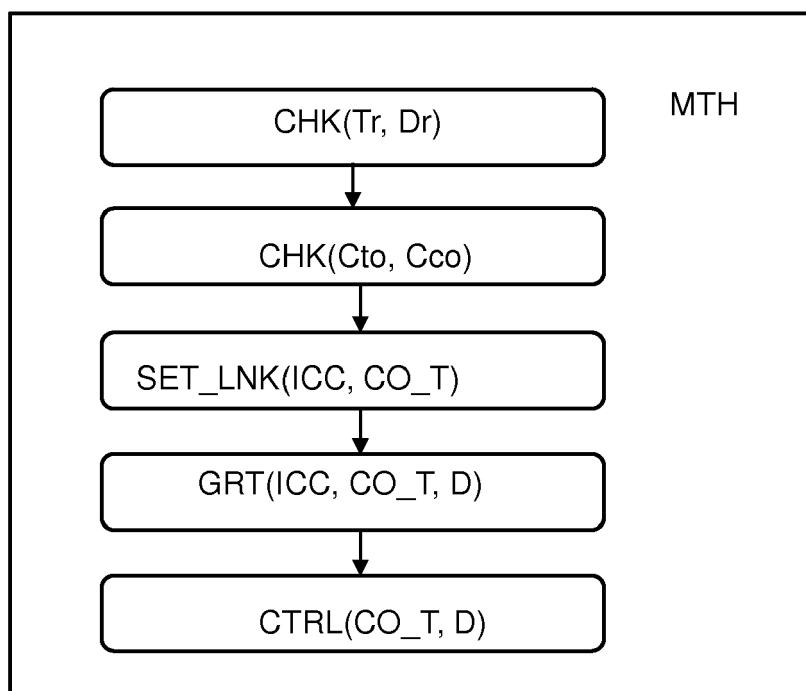 MTH
CHK(Tr, Dr)
CHK(Cto, Cco)
SET_LNK(ICC, CO_T)
GRT(ICC, CO_T, D)
CTRL(CO_T, D)